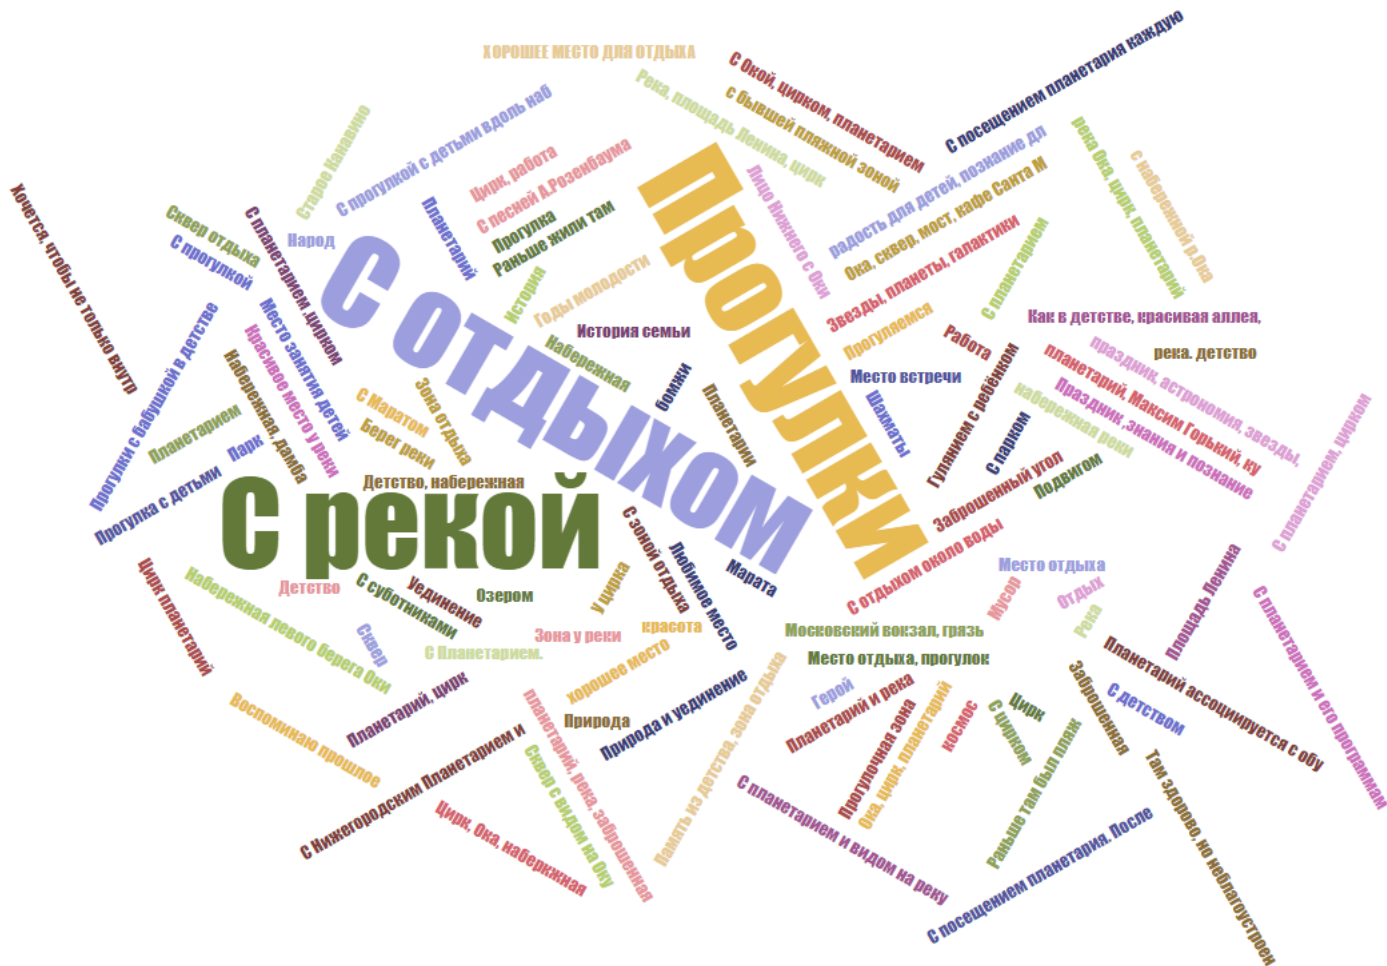 ХОРОШЕЕ МЕСТО ДЛЯ ОТДЫХА
С Окой, цирком, планетарием
Река, площадь Ленина, цирк
с бывшей пляжной зоной
С посещением планетария каждую
Старое Канавино
С прогулкой с детьми вдоль наб
Цирк, работа
С песней А.Розенбаума
Прогулка
Раньше жили там
Планетарий
Прогулки
Лицо Нижнего с Оки
радость для детей, познание дл
Ока, сквер, мост, кафе Санта М
Звезды, планеты, галактики
Прогуляемся
река Ока, цирк, планетарий
с набережной р.Ока
С планетарием
Хочется, чтобы не только внутр
Сквер отдыха
С прогулкой
С планетарием ,цирком
Народ
С отдыхом
История
Годы молодости
История семьи
Набережная
бомжи
Планетарии
Как в детстве, красивая аллея,
река. детство
Работа
Место встречи
Шахматы
Гулянием с ребёнком
с парком
праздник, астрономия, звезды,
планетарий, Максим Горький, ку
Праздник ,знания и познание
набережная реки
С планетарием, цирком
Прогулки с бабушкой в детстве
Место занятия детей
Красивое место у реки
Набережная, дамба
Планетарием
Парк
Прогулка с детьми
С Маратом
Берег реки
Зона отдыха
Детство, набережная
С рекой
Заброшенный угол
Подвигом
С отдыхом около воды
Цирк планетарий
Набережная левого берега Оки
Детство
С суботниками
Уединение
Озером
Сквер
С Планетарием.
У цирка
Зона у реки
С зоной отдыха
Любимое место
Марата
красота
хорошее место
Природа
Природа и уединение
Московский вокзал, грязь
Место отдыха, прогулок
Место отдыха
Мусор
Отдых
Река
Площадь Ленина
С планетарием и его программам
Планетарий ассоциируется с обу
С детством
Заброшенная
Герой
Планетарий и река
Прогулочная зона
Ока, цирк, планетарий
космос
Цирк
С цирком
Раньше там был пляж
Воспоминаю прошлое
Планетарий, цирк
С Нижегородским Планетарием и
Цирк, Ока, наберкжная
планетарий, река, заброшенная
Сквер с видом на Оку
Память из детства, зона отдыха
С планетарием и видом на реку
С посещением планетария. После
Там здорово, но неблагоустроен